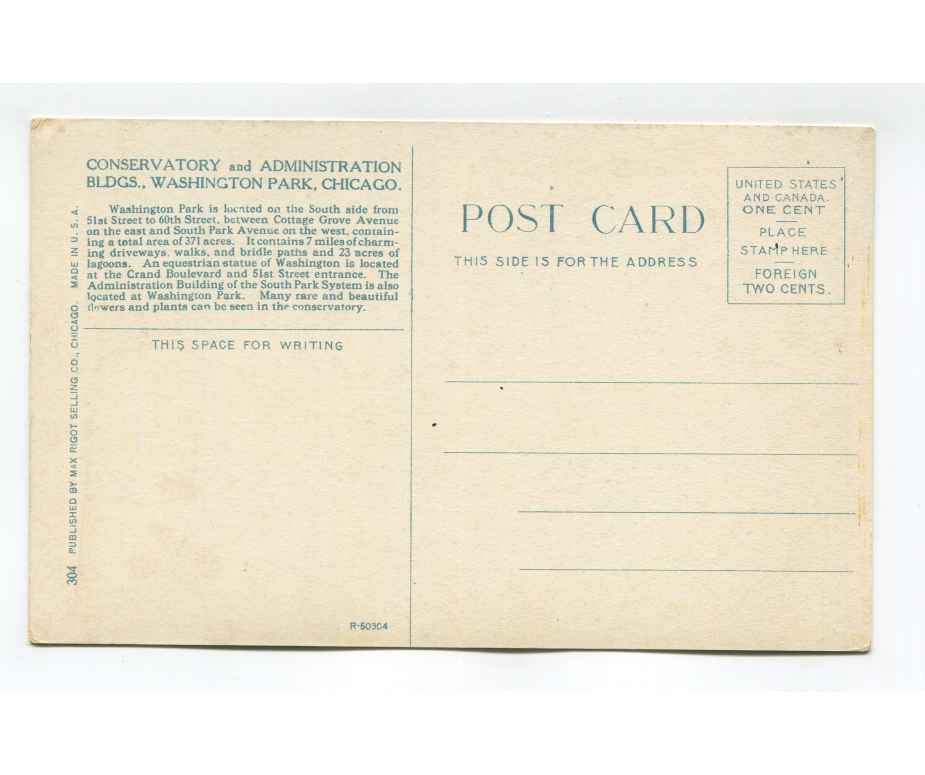 CONSERVATORY and ADMINISTRATION
BLDGS., WASHINGTON PARK, CHICAGO.
Washington Park is located on the South side from
51st Street to 60th Street, between Cottage Grove Avenue
on the east and South Park Avenue on the west, contain-
ing a total area of 371 acres. It contains 7 miles of charm-
ing driveways, walks, and bridle paths and 23 acres of
lagoons. An equestrian statue of Washington is located
at the Grand Boulevard and 51st Street entrance. The
Administration Building of the South Park System is also
located at Washington Park. Many rare and beautiful
flowers and plants can be seen in the conservatory.
THIS SPACE FOR WRITING
304 PUBLISHED BY MAX RIGOT SELLING CO., CHICAGO. MADE IN U. S. A.
R-50304
POST CARD
THIS SIDE IS FOR THE ADDRESS
UNITED STATES
AND CANADA.
ONE CENT
PLACE
STAMP HERE
FOREIGN
TWO CENTS.